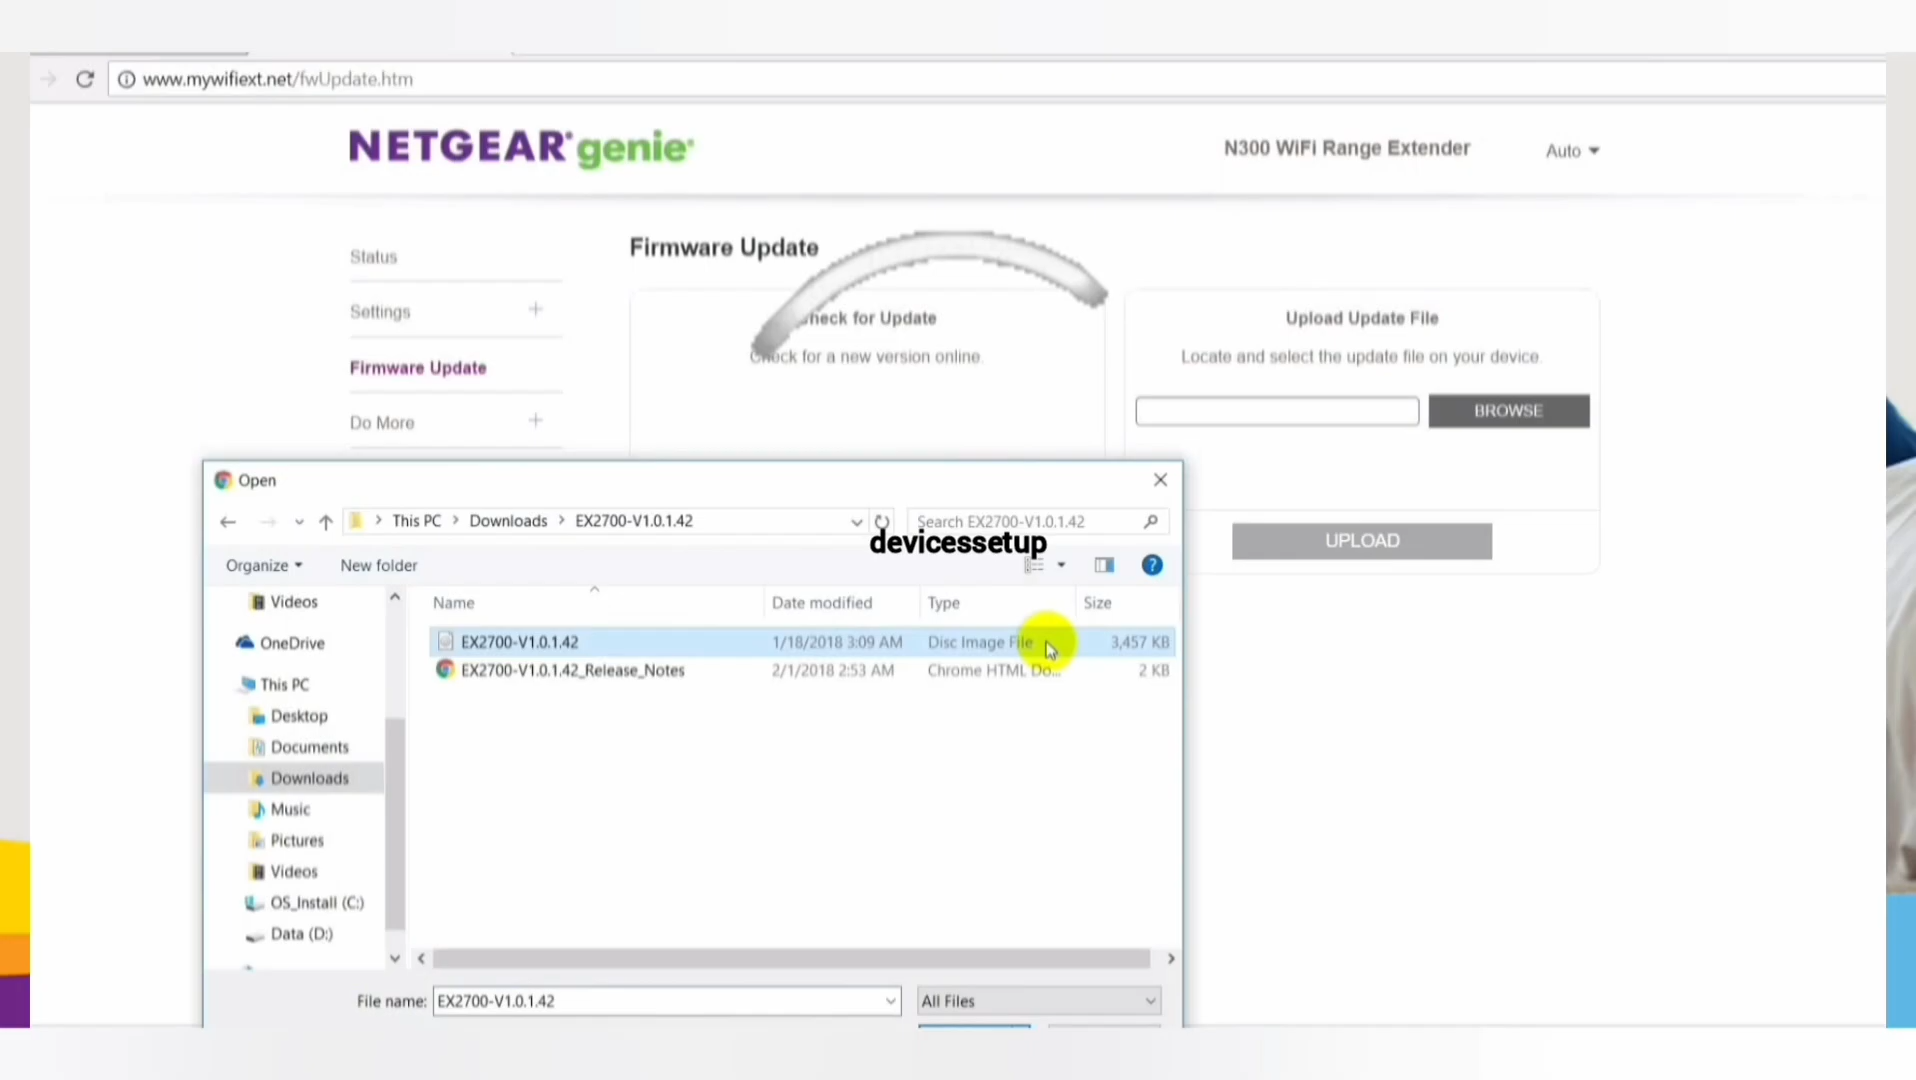 www.mywifiext.net/fwUpdate.htm
NETGEAR genie
N300 WiFi Range Extender
Auto
Status
Settings
Firmware Update
Do More
Firmware Update
Check for Update
Check for a new version online.
Upload Update File
Locate and select the update file on your device.
BROWSE
UPLOAD
Open
This PC > Downloads > EX2700-V1.0.1.42
Search EX2700-V1.0.1.42
devicessetup
Organize
New folder
Name
Date modified
Type
Size
EX2700-V1.0.1.42 1/18/2018 3:09 AM Disc Image File 3,457 KB
EX2700-V1.0.1.42_Release_Notes 2/1/2018 2:53 AM Chrome HTML Do... 2 KB
Videos
OneDrive
This PC
Desktop
Documents
Downloads
Music
Pictures
Videos
OS_Install (C:)
Data (D:)
File name: EX2700-V1.0.1.42
All Files